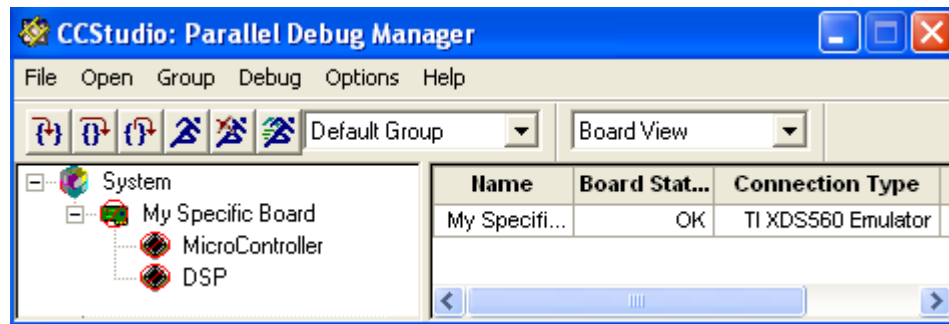 CCStudio: Parallel Debug Manager
File Open Group Debug Options Help
Default Group Board View
System
My Specific Board
MicroController
DSP
Name Board Stat... Connection Type
My Specifi... OK TI XDS560 Emulator